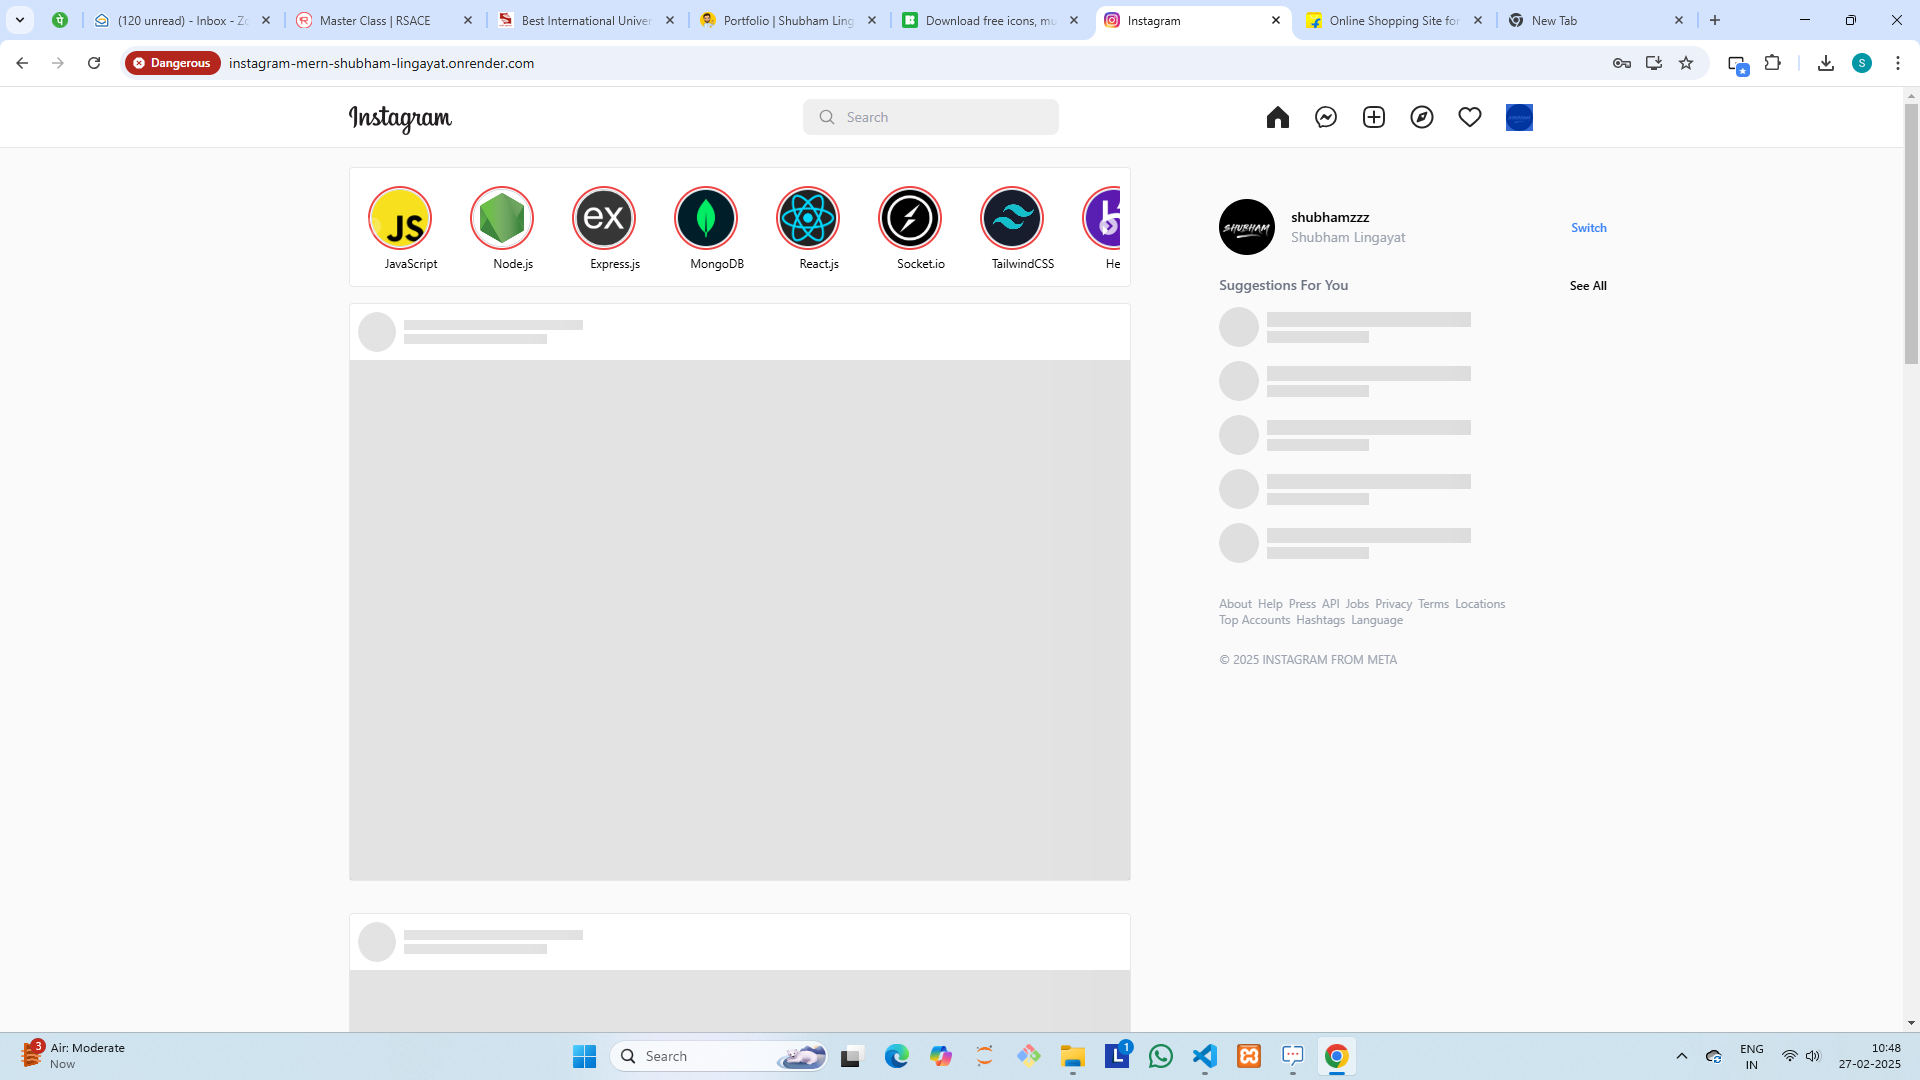 (120 unread) - Inbox - Zo
Master Class | RSACE
Best International Univer
Portfolio | Shubham Ling
Download free icons, mu
Instagram
Online Shopping Site for
New Tab
Dangerous
instagram-mern-shubham-lingayat.onrender.com
S
Instagram
Search
JS
ex
JavaScript
Node.js
Express.js
MongoDB
React.js
Socket.io
TailwindCSS
He
SHUBHAM
shubhamzzz
Shubham Lingayat
Switch
Suggestions For You
See All
About Help Press API Jobs Privacy Terms Locations
Top Accounts Hashtags Language
© 2025 INSTAGRAM FROM META
3
Air: Moderate
Now
Search
L
1
ENG
IN
10:48
27-02-2025